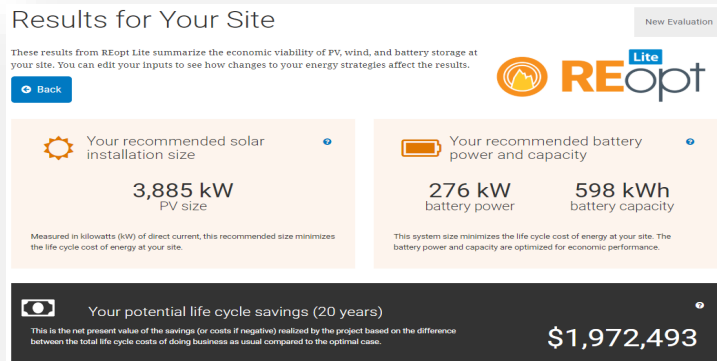 Results for Your Site
New Evaluation
These results from REopt Lite summarize the economic viability of PV, wind, and battery storage at
your site. You can edit your inputs to see how changes to your energy strategies affect the results.
Back
Lite
REopt
Your recommended solar
installation size
?
3,885 kW
PV size
Measured in kilowatts (kW) of direct current, this recommended size minimizes
the life cycle cost of energy at your site.
Your recommended battery
power and capacity
?
276 kW
battery power
598 kWh
battery capacity
This system size minimizes the life cycle cost of energy at your site. The
battery power and capacity are optimized for economic performance.
Your potential life cycle savings (20 years)
?
This is the net present value of the savings (or costs if negative) realized by the project based on the difference
between the total life cycle costs of doing business as usual compared to the optimal case.
$1,972,493